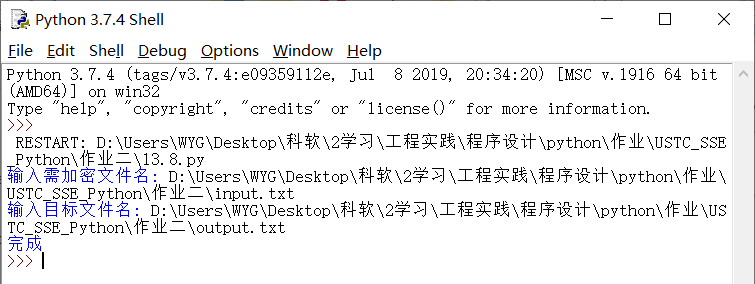 Python 3.7.4 Shell
File Edit Shell Debug Options Window Help
Python 3.7.4 (tags/v3.7.4:e09359112e, Jul  8 2019, 20:34:20) [MSC v.1916 64 bit
(AMD64)] on win32
Type "help", "copyright", "credits" or "license()" for more information.
>>>
 RESTART: D:\Users\WYG\Desktop\科软\2学习\工程实践\程序设计\python\作业\USTC_SSE
_Python\作业二\13.8.py
输入需加密文件名: D:\Users\WYG\Desktop\科软\2学习\工程实践\程序设计\python\作业\
USTC_SSE_Python\作业二\input.txt
输入目标文件名: D:\Users\WYG\Desktop\科软\2学习\工程实践\程序设计\python\作业\US
TC_SSE_Python\作业二\output.txt
完成
>>>